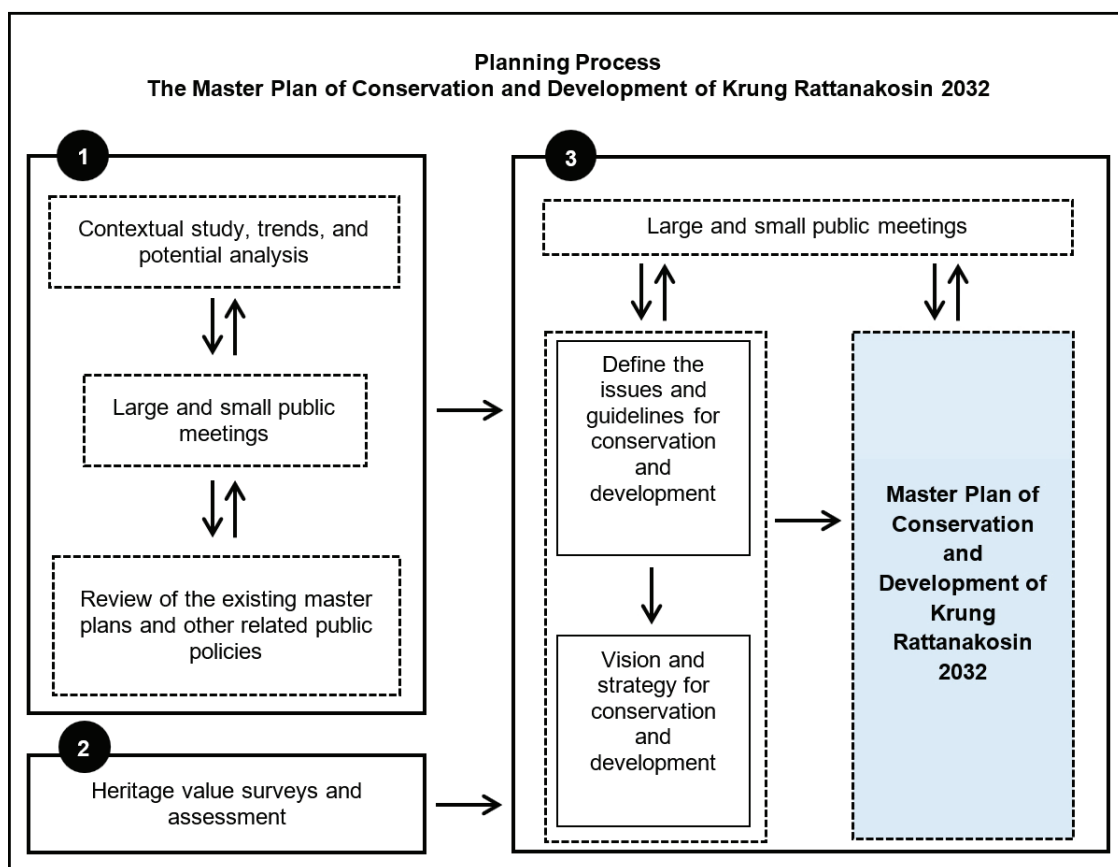 Planning Process
The Master Plan of Conservation and Development of Krung Rattanakosin 2032
1
Contextual study, trends, and
potential analysis
Large and small public
meetings
Review of the existing master
plans and other related public
policies
2
Heritage value surveys and
assessment
3
Large and small public meetings
Define the
issues and
guidelines for
conservation
and
development
Vision and
strategy for
conservation
and
development
Master Plan of
Conservation
and
Development of
Krung
Rattanakosin
2032